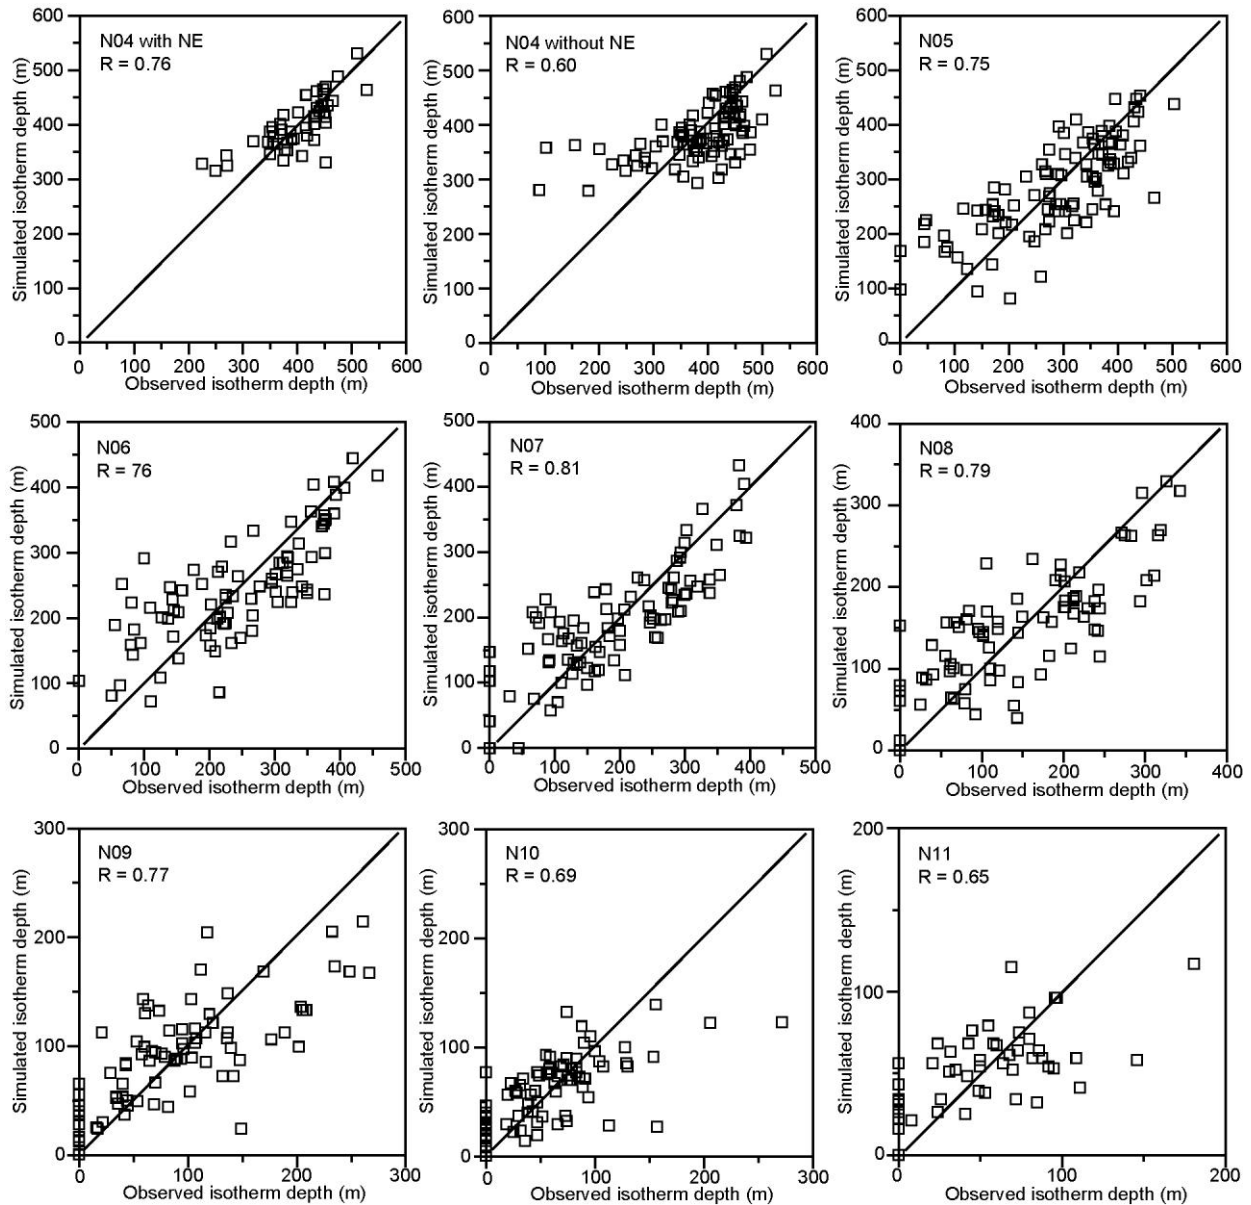 N04 with NE
R = 0.76
Simulated isotherm depth (m)
600
500
400
300
200
100
0
0 100 200 300 400 500 600
Observed isotherm depth (m)
N04 without NE
R = 0.60
Simulated isotherm depth (m)
600
500
400
300
200
100
0
0 100 200 300 400 500 600
Observed isotherm depth (m)
N05
R = 0.75
Simulated isotherm depth (m)
600
500
400
300
200
100
0
0 100 200 300 400 500 600
Observed isotherm depth (m)
N06
R = 76
Simulated isotherm depth (m)
500
400
300
200
100
0
0 100 200 300 400 500
Observed isotherm depth (m)
N07
R = 0.81
Simulated isotherm depth (m)
500
400
300
200
100
0
0 100 200 300 400 500
Observed isotherm depth (m)
N08
R = 0.79
Simulated isotherm depth (m)
400
300
200
100
0
0 100 200 300 400
Observed isotherm depth (m)
N09
R = 0.77
Simulated isotherm depth (m)
300
200
100
0
0 100 200 300
Observed isotherm depth (m)
N10
R = 0.69
Simulated isotherm depth (m)
300
200
100
0
0 100 200 300
Observed isotherm depth (m)
N11
R = 0.65
Simulated isotherm depth (m)
200
100
0
0 100 200
Observed isotherm depth (m)